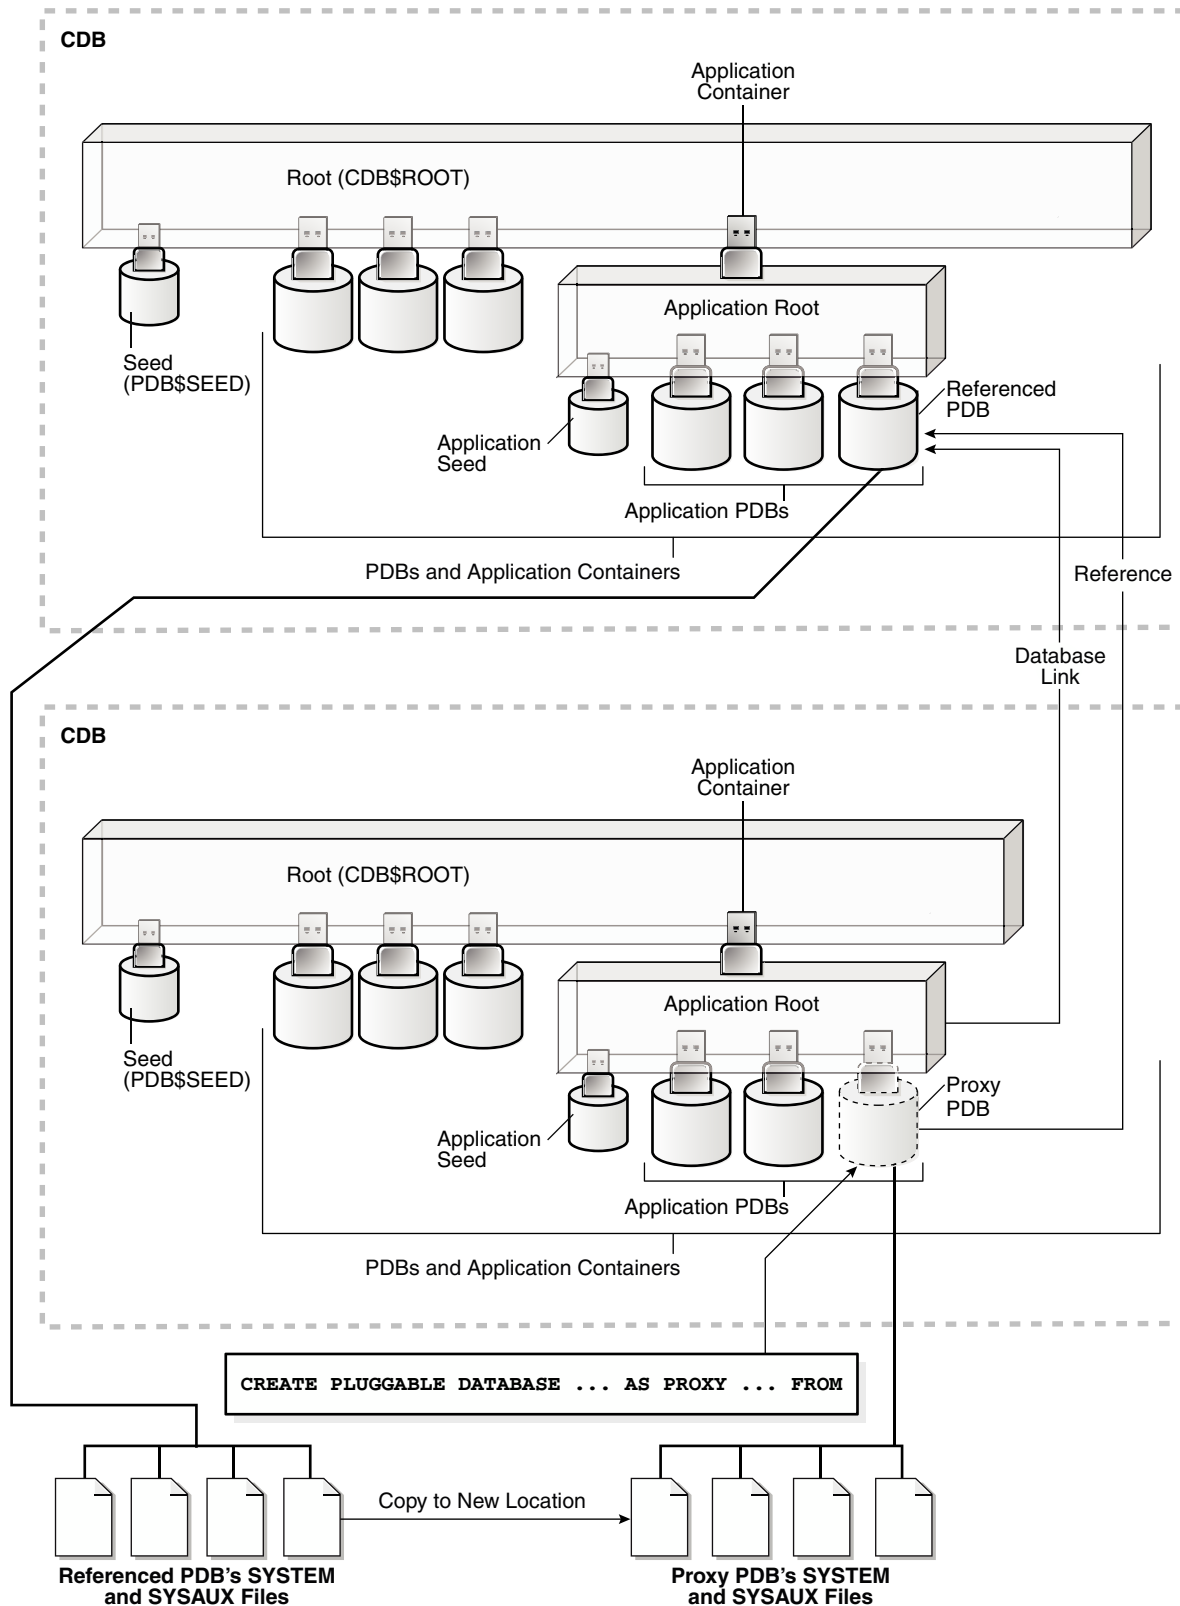 CDB
Application
Container
Root (CDB$ROOT)
Application Root
Seed
(PDB$SEED)
Referenced
PDB
Application
Seed
Application PDBs
PDBs and Application Containers
Reference
Database
Link
CDB
Application
Container
Root (CDB$ROOT)
Application Root
Seed
(PDB$SEED)
Proxy
PDB
Application
Seed
Application PDBs
PDBs and Application Containers
CREATE PLUGGABLE DATABASE ... AS PROXY ... FROM
Copy to New Location
Referenced PDB's SYSTEM
and SYSAUX Files
Proxy PDB's SYSTEM
and SYSAUX Files